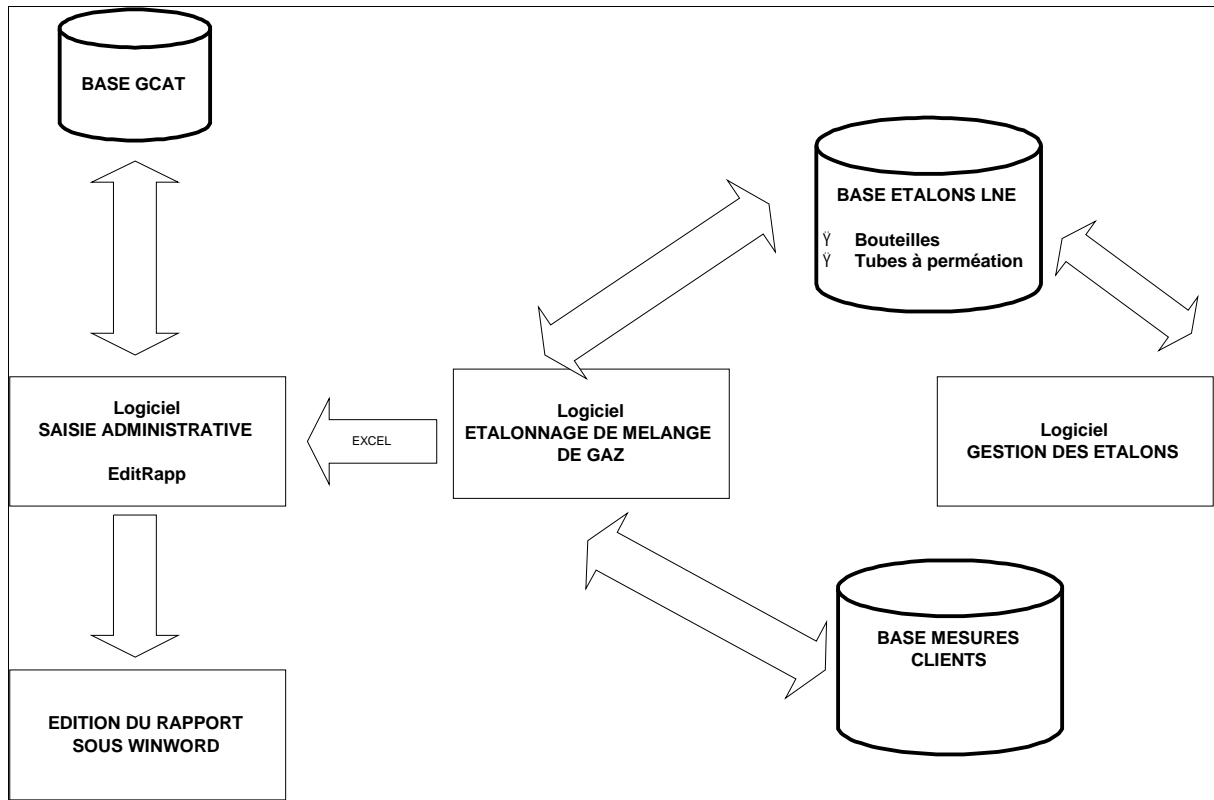 BASE GCAT
BASE ETALONS LNE
Ÿ Bouteilles
Ÿ Tubes à perméation
Logiciel
SAISIE ADMINISTRATIVE
EditRapp
EXCEL
Logiciel
ETALONNAGE DE MELANGE
DE GAZ
Logiciel
GESTION DES ETALONS
BASE MESURES
CLIENTS
EDITION DU RAPPORT
SOUS WINWORD